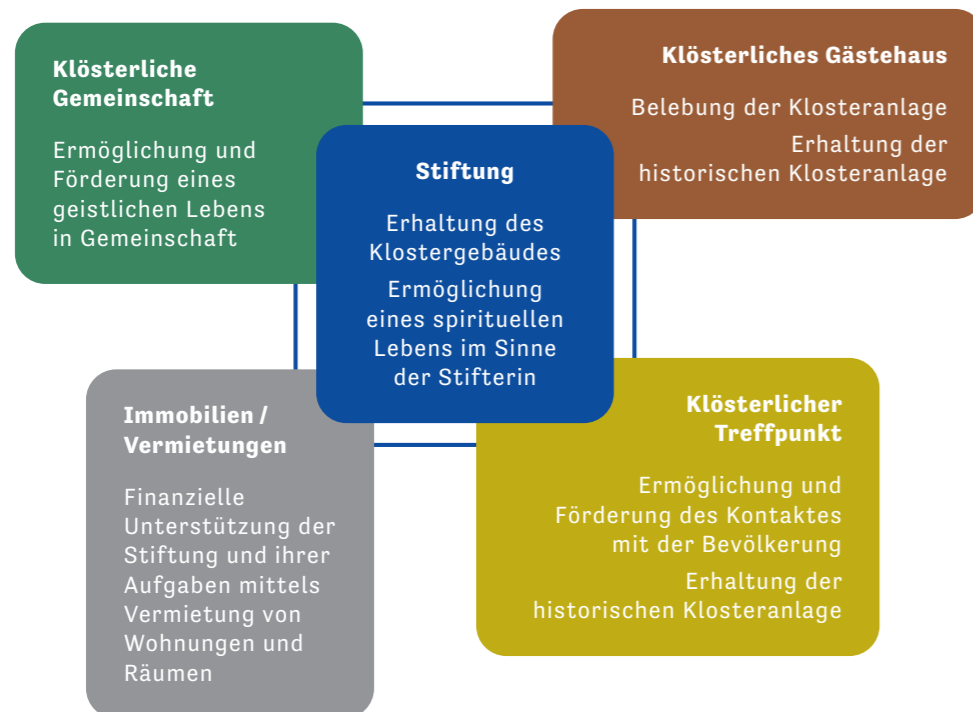 Klösterliche
Gemeinschaft
Ermöglichung und
Förderung eines
geistlichen Lebens
in Gemeinschaft
Klösterliches Gästehaus
Belebung der Klosteranlage
Erhaltung der
historischen Klosteranlage
Stiftung
Erhaltung des
Klostergebäudes
Ermöglichung
eines spirituellen
Lebens im Sinne
der Stifterin
Immobilien /
Vermietungen
Finanzielle
Unterstützung der
Stiftung und ihrer
Aufgaben mittels
Vermietung von
Wohnungen und
Räumen
Klösterlicher
Treffpunkt
Ermöglichung und
Förderung des Kontaktes
mit der Bevölkerung
Erhaltung der
historischen Klosteranlage